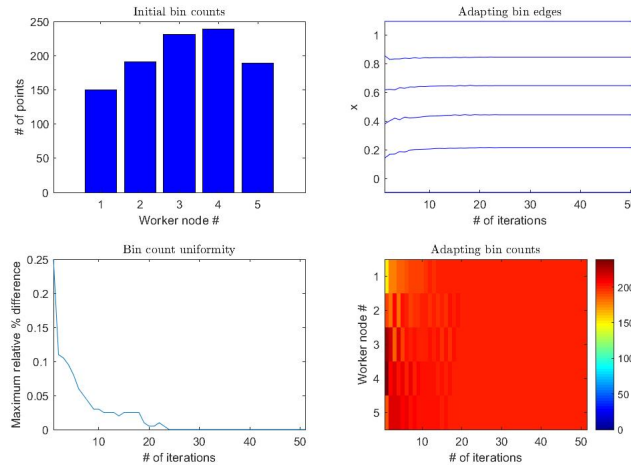 Initial bin counts
250
200
150
100
50
0
# of points
1 2 3 4 5
Worker node #
Adapting bin edges
1
0.8
0.6
0.4
0.2
0
x
10 20 30 40 50
# of iterations
Bin count uniformity
0.25
0.2
0.15
0.1
0.05
0
Maximum relative % difference
10 20 30 40 50
# of iterations
Adapting bin counts
1
2
3
4
5
Worker node #
10 20 30 40 50
# of iterations
200
150
100
50
0